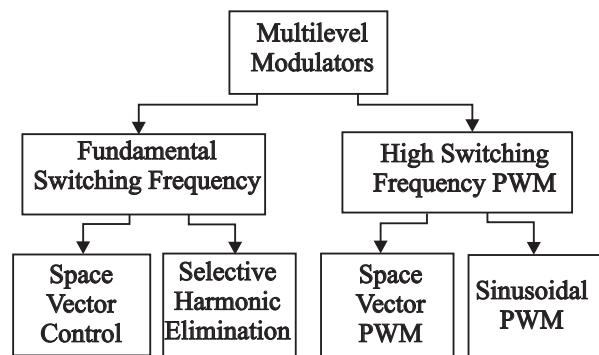 Multilevel
Modulators
Fundamental
Switching Frequency
High Switching
Frequency PWM
Space
Vector
Control
Selective
Harmonic
Elimination
Space
Vector
PWM
Sinusoidal
PWM